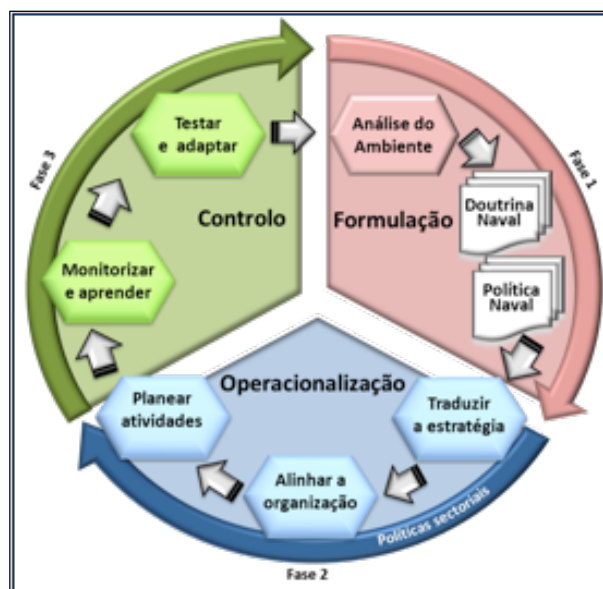 Fase 1
Formulação
Análise do
Ambiente
Doutrina
Naval
Política
Naval
Fase 2
Operacionalização
Traduzir
a estratégia
Alinhar a
organização
Planear
atividades
Políticas sectoriais
Fase 3
Controlo
Monitorizar
e aprender
Testar
e adaptar